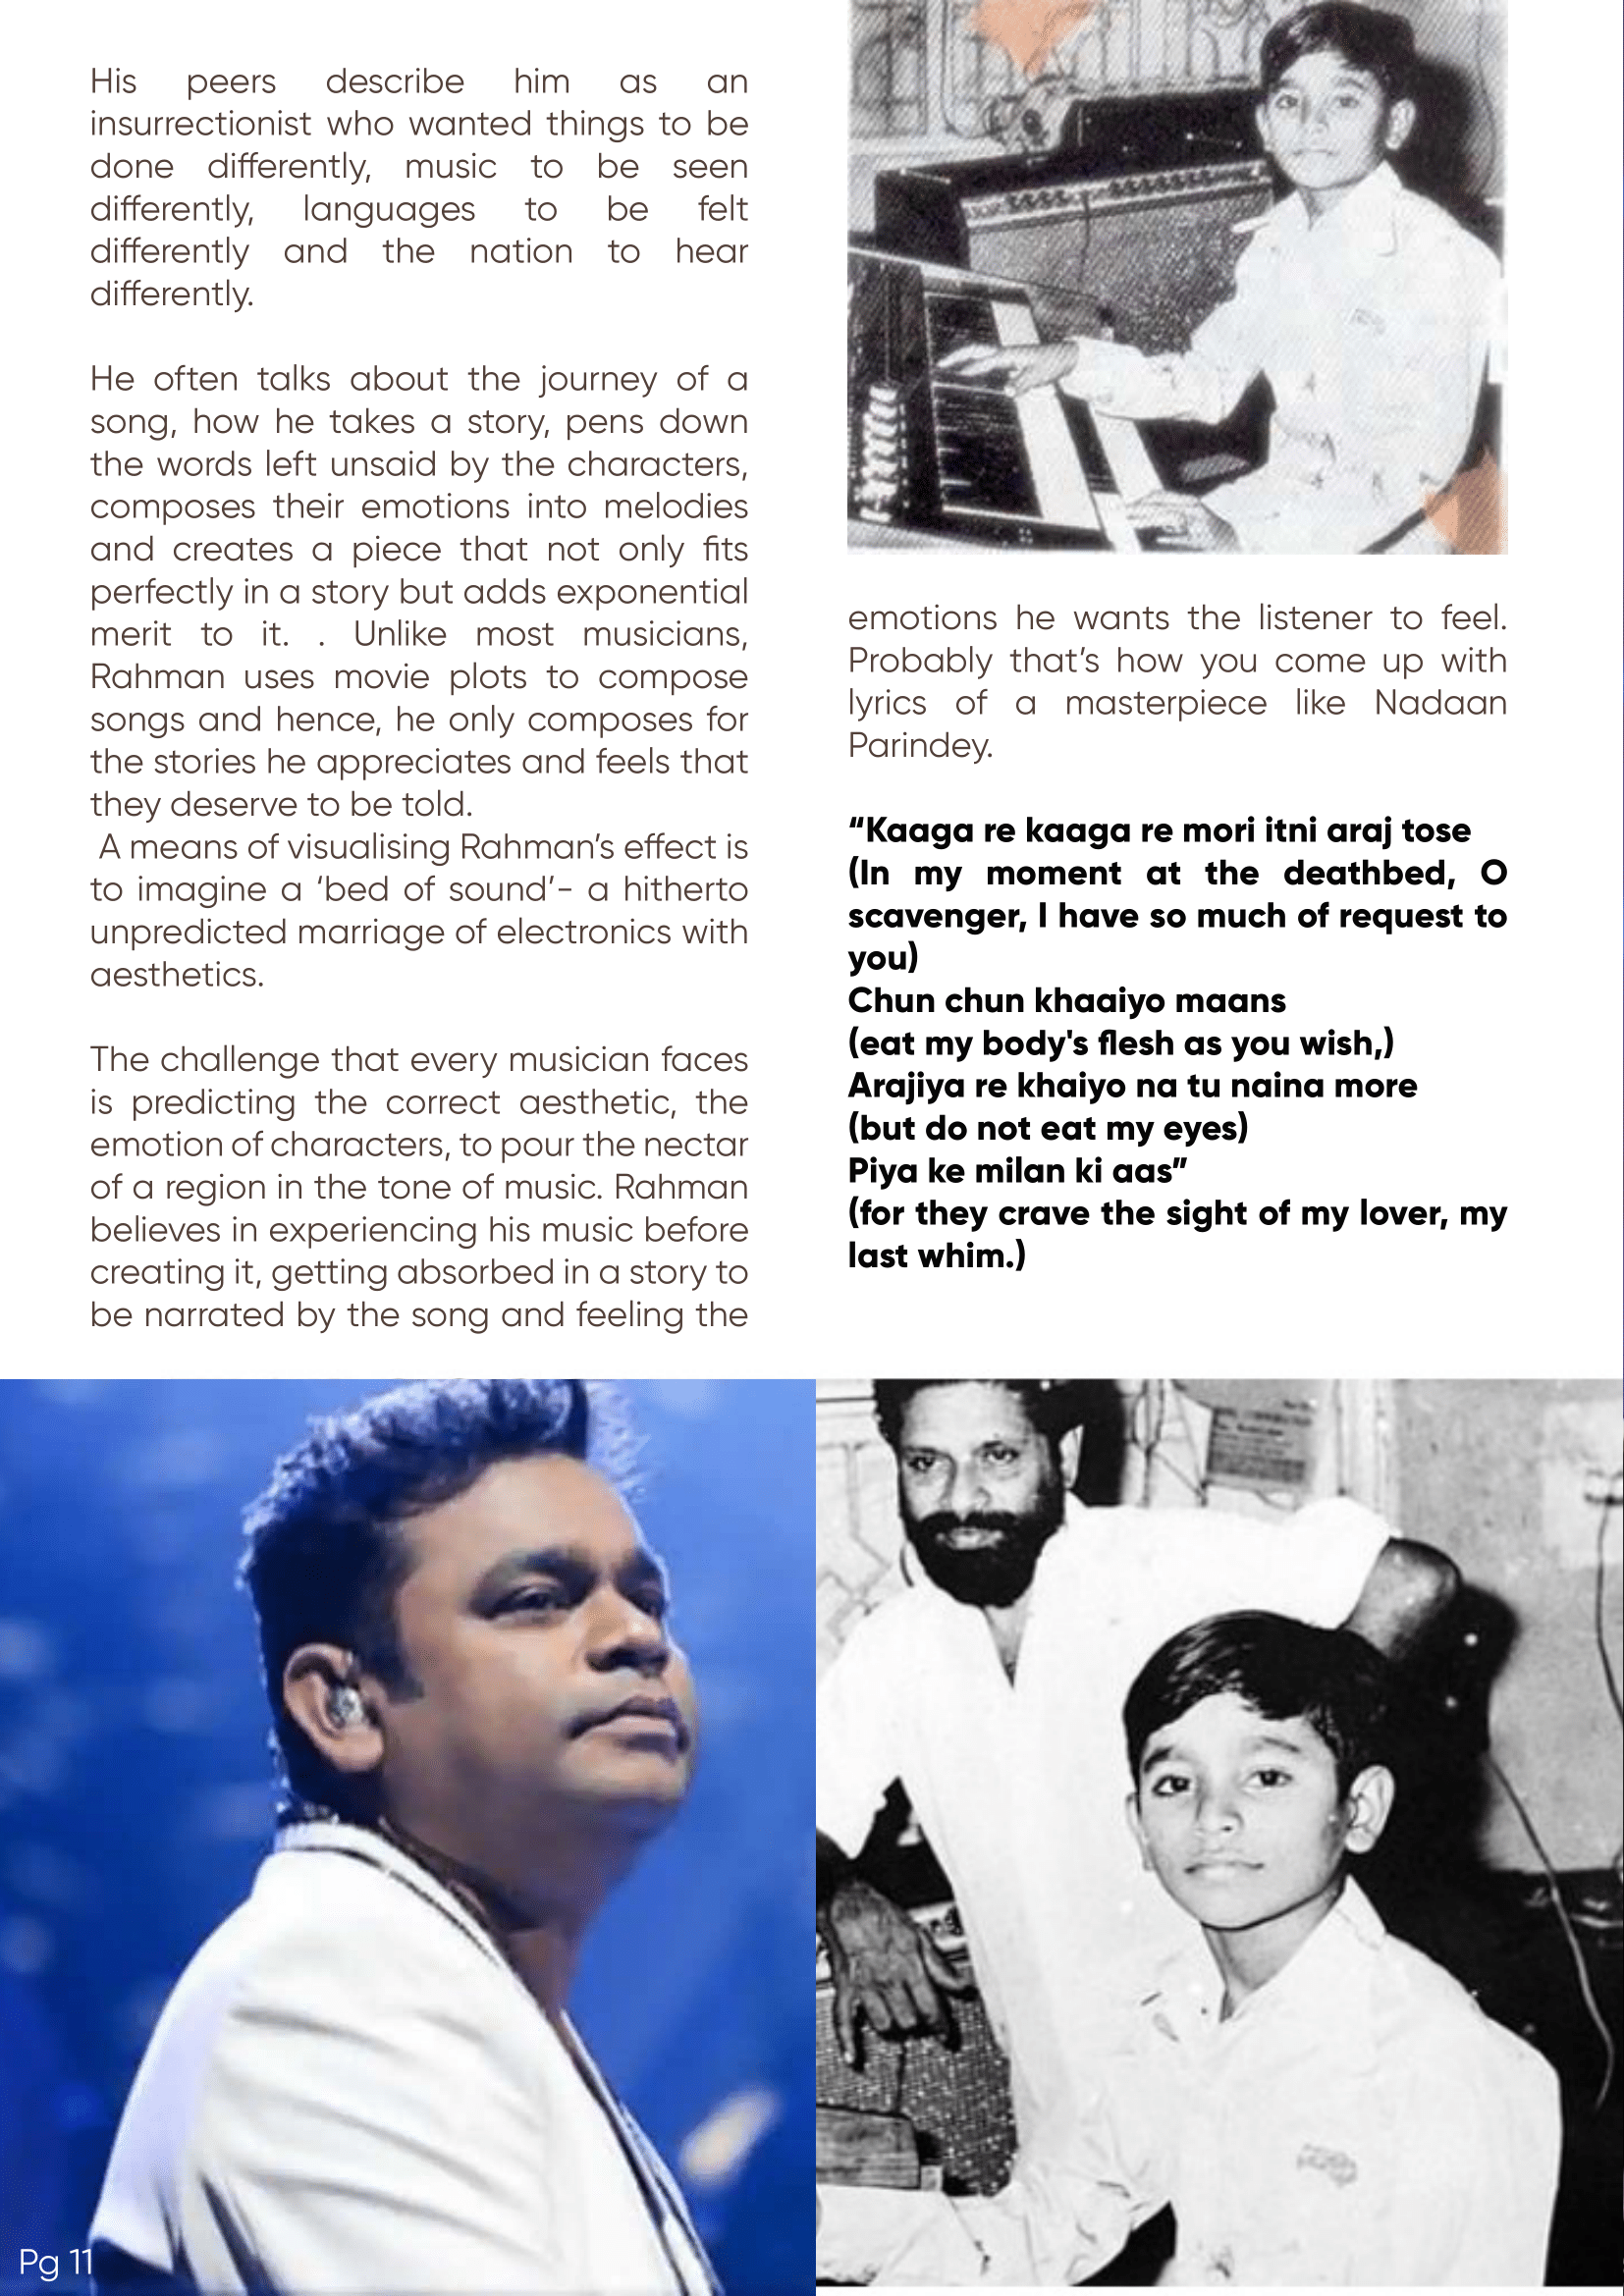 His peers describe him as an
insurrectionist who wanted things to be
done differently, music to be seen
differently, languages to be felt
differently and the nation to hear
differently.
He often talks about the journey of a
song, how he takes a story, pens down
the words left unsaid by the characters,
composes their emotions into melodies
and creates a piece that not only fits
perfectly in a story but adds exponential
merit to it. . Unlike most musicians,
Rahman uses movie plots to compose
songs and hence, he only composes for
the stories he appreciates and feels that
they deserve to be told.
A means of visualising Rahman’s effect is
to imagine a ‘bed of sound’- a hitherto
unpredicted marriage of electronics with
aesthetics.
The challenge that every musician faces
is predicting the correct aesthetic, the
emotion of characters, to pour the nectar
of a region in the tone of music. Rahman
believes in experiencing his music before
creating it, getting absorbed in a story to
be narrated by the song and feeling the
emotions he wants the listener to feel.
Probably that’s how you come up with
lyrics of a masterpiece like Nadaan
Parindey.
“Kaaga re kaaga re mori itni araj tose
(In my moment at the deathbed, O
scavenger, I have so much of request to
you)
Chun chun khaaiyo maans
(eat my body's flesh as you wish,)
Arajiya re khaiyo na tu naina more
(but do not eat my eyes)
Piya ke milan ki aas”
(for they crave the sight of my lover, my
last whim.)
Pg 11